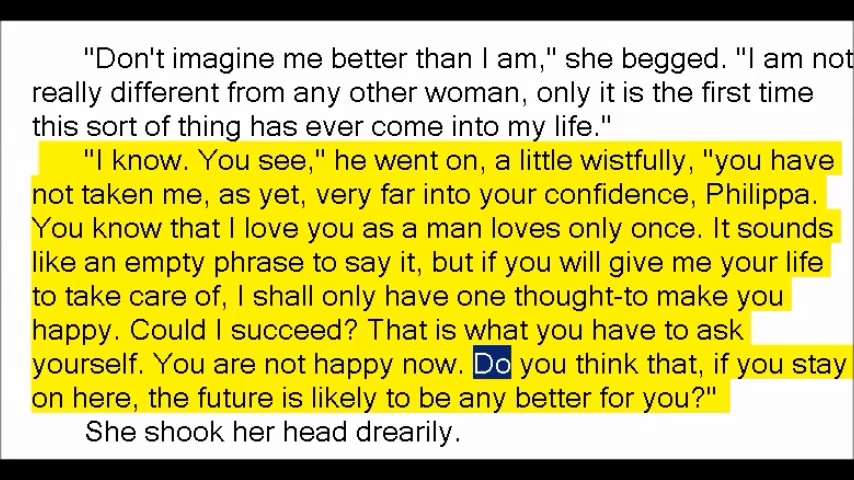 "Don't imagine me better than I am," she begged. "I am not
really different from any other woman, only it is the first time
this sort of thing has ever come into my life."
"I know. You see," he went on, a little wistfully, "you have
not taken me, as yet, very far into your confidence, Philippa.
You know that I love you as a man loves only once. It sounds
like an empty phrase to say it, but if you will give me your life
to take care of, I shall only have one thought-to make you
happy. Could I succeed? That is what you have to ask
yourself. You are not happy now. Do you think that, if you stay
on here, the future is likely to be any better for you?"
She shook her head drearily.